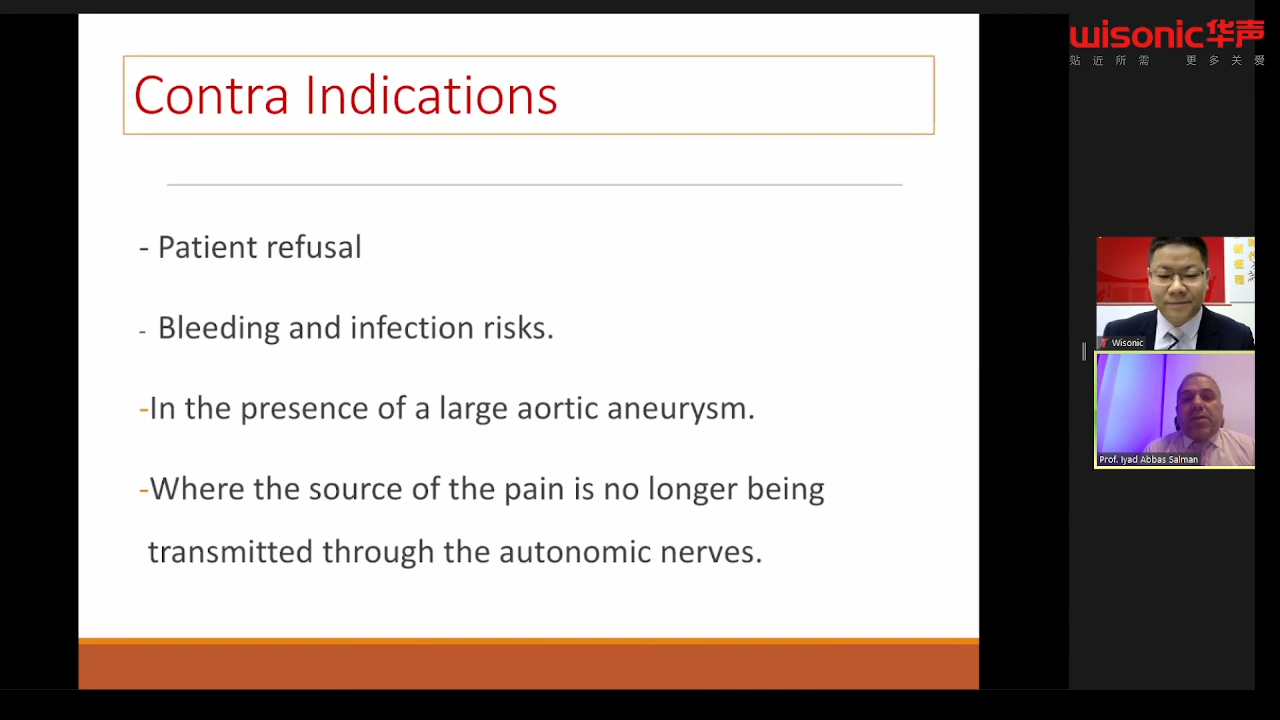 Contra Indications
- Patient refusal
- Bleeding and infection risks.
-In the presence of a large aortic aneurysm.
-Where the source of the pain is no longer being
transmitted through the autonomic nerves.
wisonic华声
贴近所需 更多关爱
Wisonic
Prof. Iyad Abbas Salman